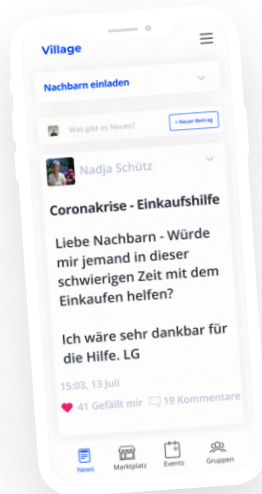 Village
Nachbarn einladen
Was gibt es Neues?
+ Neuer Beitrag
Nadja Schütz
Coronakrise - Einkaufshilfe
Liebe Nachbarn - Würde
mir jemand in dieser
schwierigen Zeit mit dem
Einkaufen helfen?
Ich wäre sehr dankbar für
die Hilfe. LG
15:03, 13 Juli
41 Gefällt mir 19 Kommentare
News Marktplatz Events Gruppen